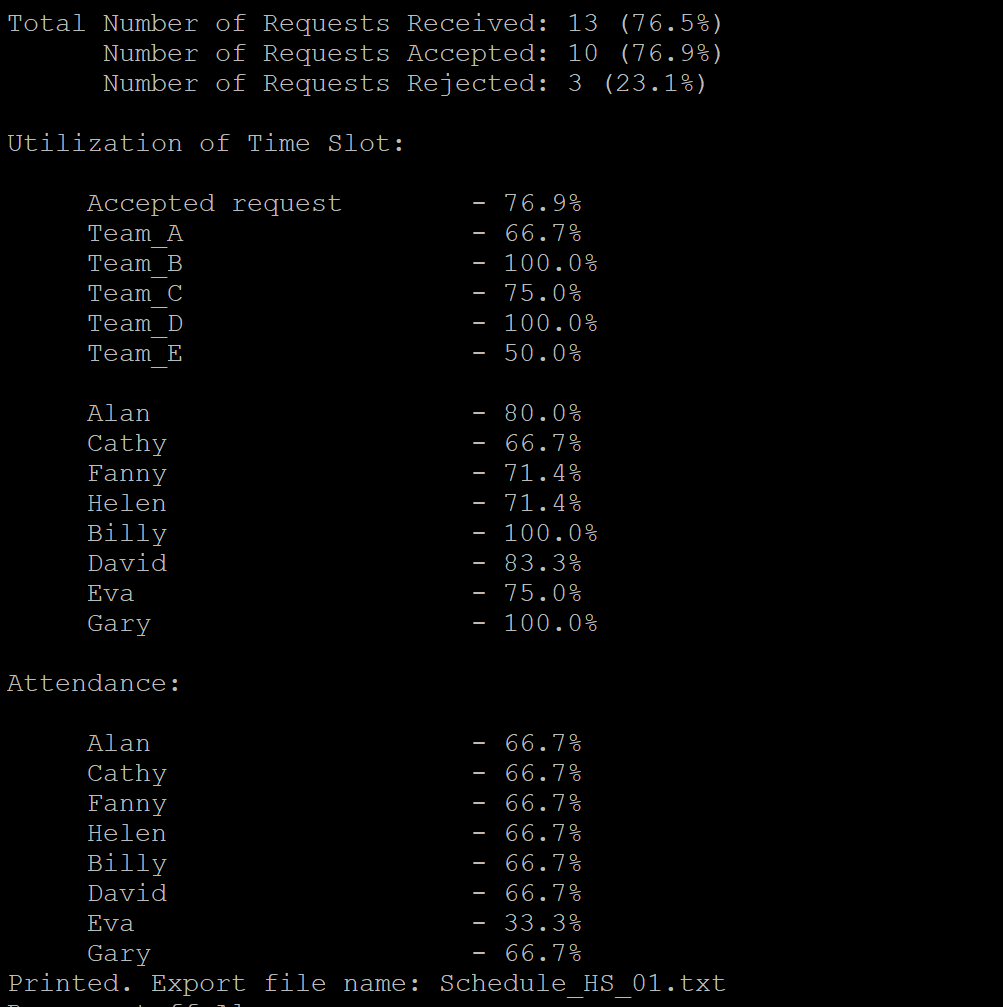 Total Number of Requests Received: 13 (76.5%)
Number of Requests Accepted: 10 (76.9%)
Number of Requests Rejected: 3 (23.1%)
Utilization of Time Slot:
Accepted request - 76.9%
Team_A - 66.7%
Team_B - 100.0%
Team_C - 75.0%
Team_D - 100.0%
Team_E - 50.0%
Alan - 80.0%
Cathy - 66.7%
Fanny - 71.4%
Helen - 71.4%
Billy - 100.0%
David - 83.3%
Eva - 75.0%
Gary - 100.0%
Attendance:
Alan - 66.7%
Cathy - 66.7%
Fanny - 66.7%
Helen - 66.7%
Billy - 66.7%
David - 66.7%
Eva - 33.3%
Gary - 66.7%
Printed. Export file name: Schedule_HS_01.txt